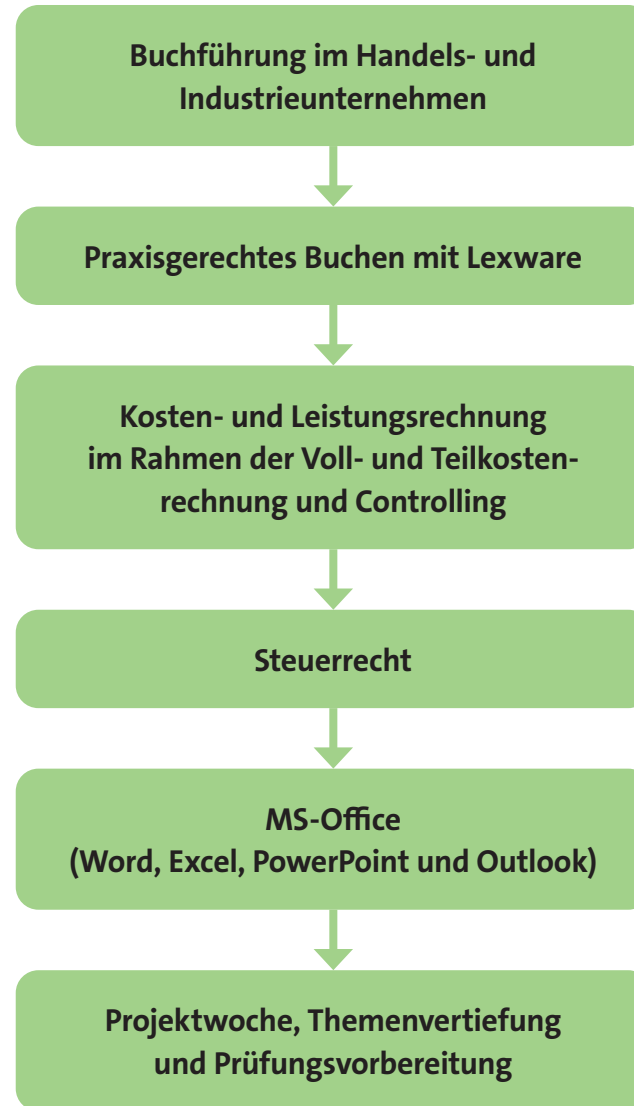 Buchführung im Handels- und
Industrieunternehmen
Praxisgerechtes Buchen mit Lexware
Kosten- und Leistungsrechnung
im Rahmen der Voll- und Teilkosten-
rechnung und Controlling
Steuerrecht
MS-Office
(Word, Excel, PowerPoint und Outlook)
Projektwoche, Themenvertiefung
und Prüfungsvorbereitung